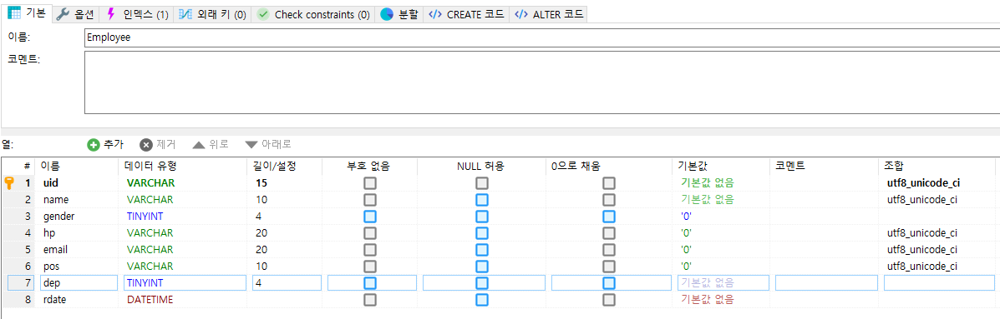 기본 옵션 인덱스 (1) 외래 키 (0) Check constraints (0) 분할 CREATE 코드 ALTER 코드
이름: Employee
코멘트:
열: 추가 제거 위로 아래로
# 이름 데이터 유형 길이/설정 부호 없음 NULL 허용 0으로 채움 기본값 코멘트 조합
1 uid VARCHAR 15 기본값 없음 utf8_unicode_ci
2 name VARCHAR 10 기본값 없음 utf8_unicode_ci
3 gender TINYINT 4 '0'
4 hp VARCHAR 20 '0' utf8_unicode_ci
5 email VARCHAR 20 '0' utf8_unicode_ci
6 pos VARCHAR 10 '0' utf8_unicode_ci
7 dep TINYINT 4 기본값 없음
8 rdate DATETIME 기본값 없음